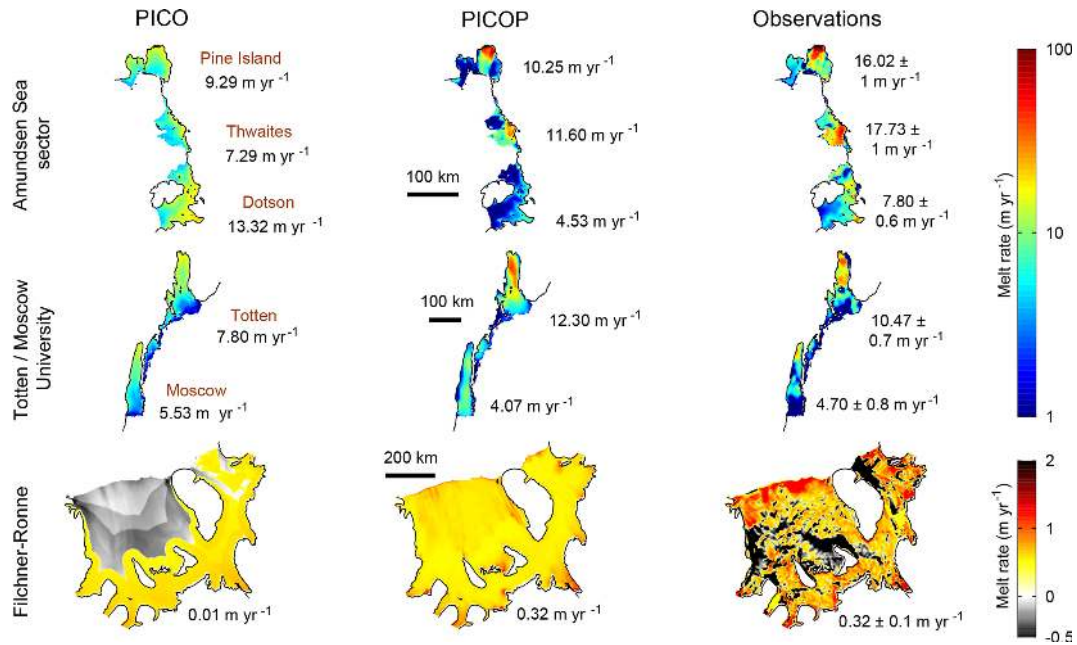 PICO
PICOP
Observations
Amundsen Sea
sector
Pine Island
9.29 m yr -1
Thwaites
7.29 m yr -1
Dotson
13.32 m yr -1
10.25 m yr -1
11.60 m yr -1
100 km
4.53 m yr -1
16.02 ±
1 m yr -1
17.73 ±
1 m yr -1
7.80 ±
0.6 m yr -1
Totten / Moscow
University
Totten
7.80 m yr -1
Moscow
5.53 m yr -1
100 km
12.30 m yr -1
4.07 m yr -1
10.47 ±
0.7 m yr -1
4.70 ± 0.8 m yr -1
100
10
1
Melt rate (m yr -1)
Filchner-Ronne
0.01 m yr -1
200 km
0.32 m yr -1
0.32 ± 0.1 m yr -1
2
1
0
-0.5
Melt rate (m yr -1)